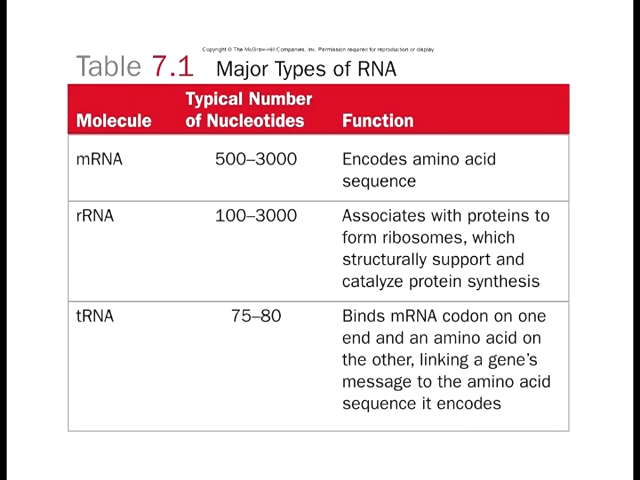 Copyright © The McGraw-Hill Companies, Inc. Permission required for reproduction or display.
Table 7.1 Major Types of RNA
Molecule Typical Number of Nucleotides Function
mRNA 500–3000 Encodes amino acid
sequence
rRNA 100–3000 Associates with proteins to
form ribosomes, which
structurally support and
catalyze protein synthesis
tRNA 75–80 Binds mRNA codon on one
end and an amino acid on
the other, linking a gene's
message to the amino acid
sequence it encodes